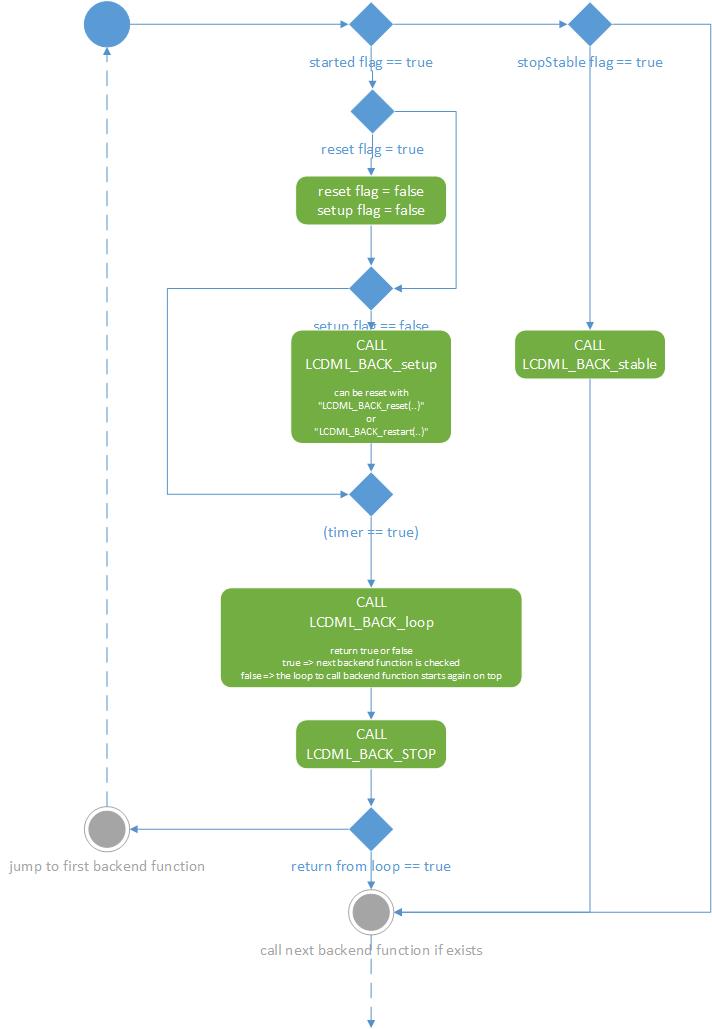 started flag == true
stopStable flag == true
reset flag = true
reset flag = false
setup flag = false
setup flag == false
CALL
LCDML_BACK_setup
can be reset with
"LCDML_BACK_reset(..)"
or
"LCDML_BACK_restart(..)"
CALL
LCDML_BACK_stable
(timer == true)
CALL
LCDML_BACK_loop
return true or false
true => next backend function is checked
false => the loop to call backend function starts again on top
CALL
LCDML_BACK_STOP
jump to first backend function
return from loop == true
call next backend function if exists